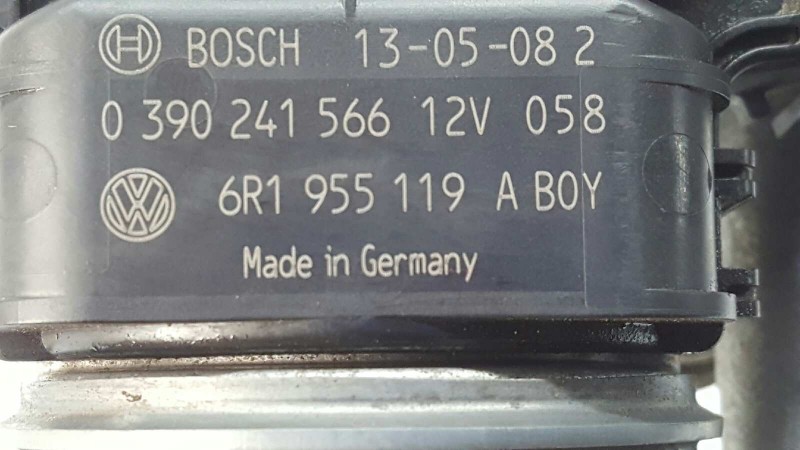 BOSCH 13-05-08 2
0 390 241 566 12V 058
6R1 955 119 A BOY
Made in Germany